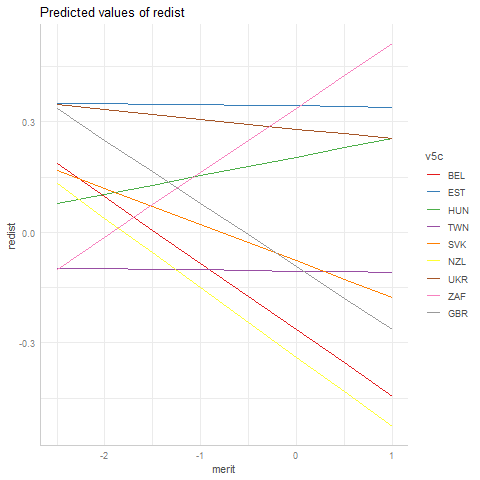 Predicted values of redist
0.3
0.0
-0.3
redist
-2
-1
0
1
merit
v5c
BEL
EST
HUN
TWN
SVK
NZL
UKR
ZAF
GBR